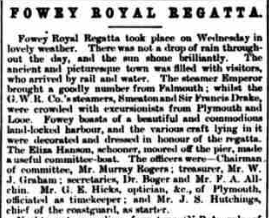 FOWEY ROYAL REGATTA.
Fowey Royal Regatta took place on Wednesday in
lovely weather. There was not a drop of rain through-
out the day, and the sun shone brilliantly. The
ancient and picturesque town was filled with visitors,
who arrived by rail and water. The steamer Emperor
brought a goodly number from Falmouth; whilst the
G.W.R. Co.'s steamers, Smeaton and Sir Francis Drake,
were crowded with excursionists from Plymouth and
Looe. Fowey boasts of a beautiful and commodious
land-locked harbour, and the various craft lying in it
were decorated and dressed in honour of the regatta.
The Eliza Hansen, schooner, moored off the pier, made
a useful committee-boat. The officers were—Chairman
of committee, Mr. Murray Rogers; treasurer, Mr. W.
J. Graham; secretaries, Dr. Boger and Mr. P. A. All-
chin. Mr. G. E. Hicks, optician, &c., of Plymouth,
officiated as timekeeper; and Mr. J. S. Hutchings,
chief of the coastguard, as starter.